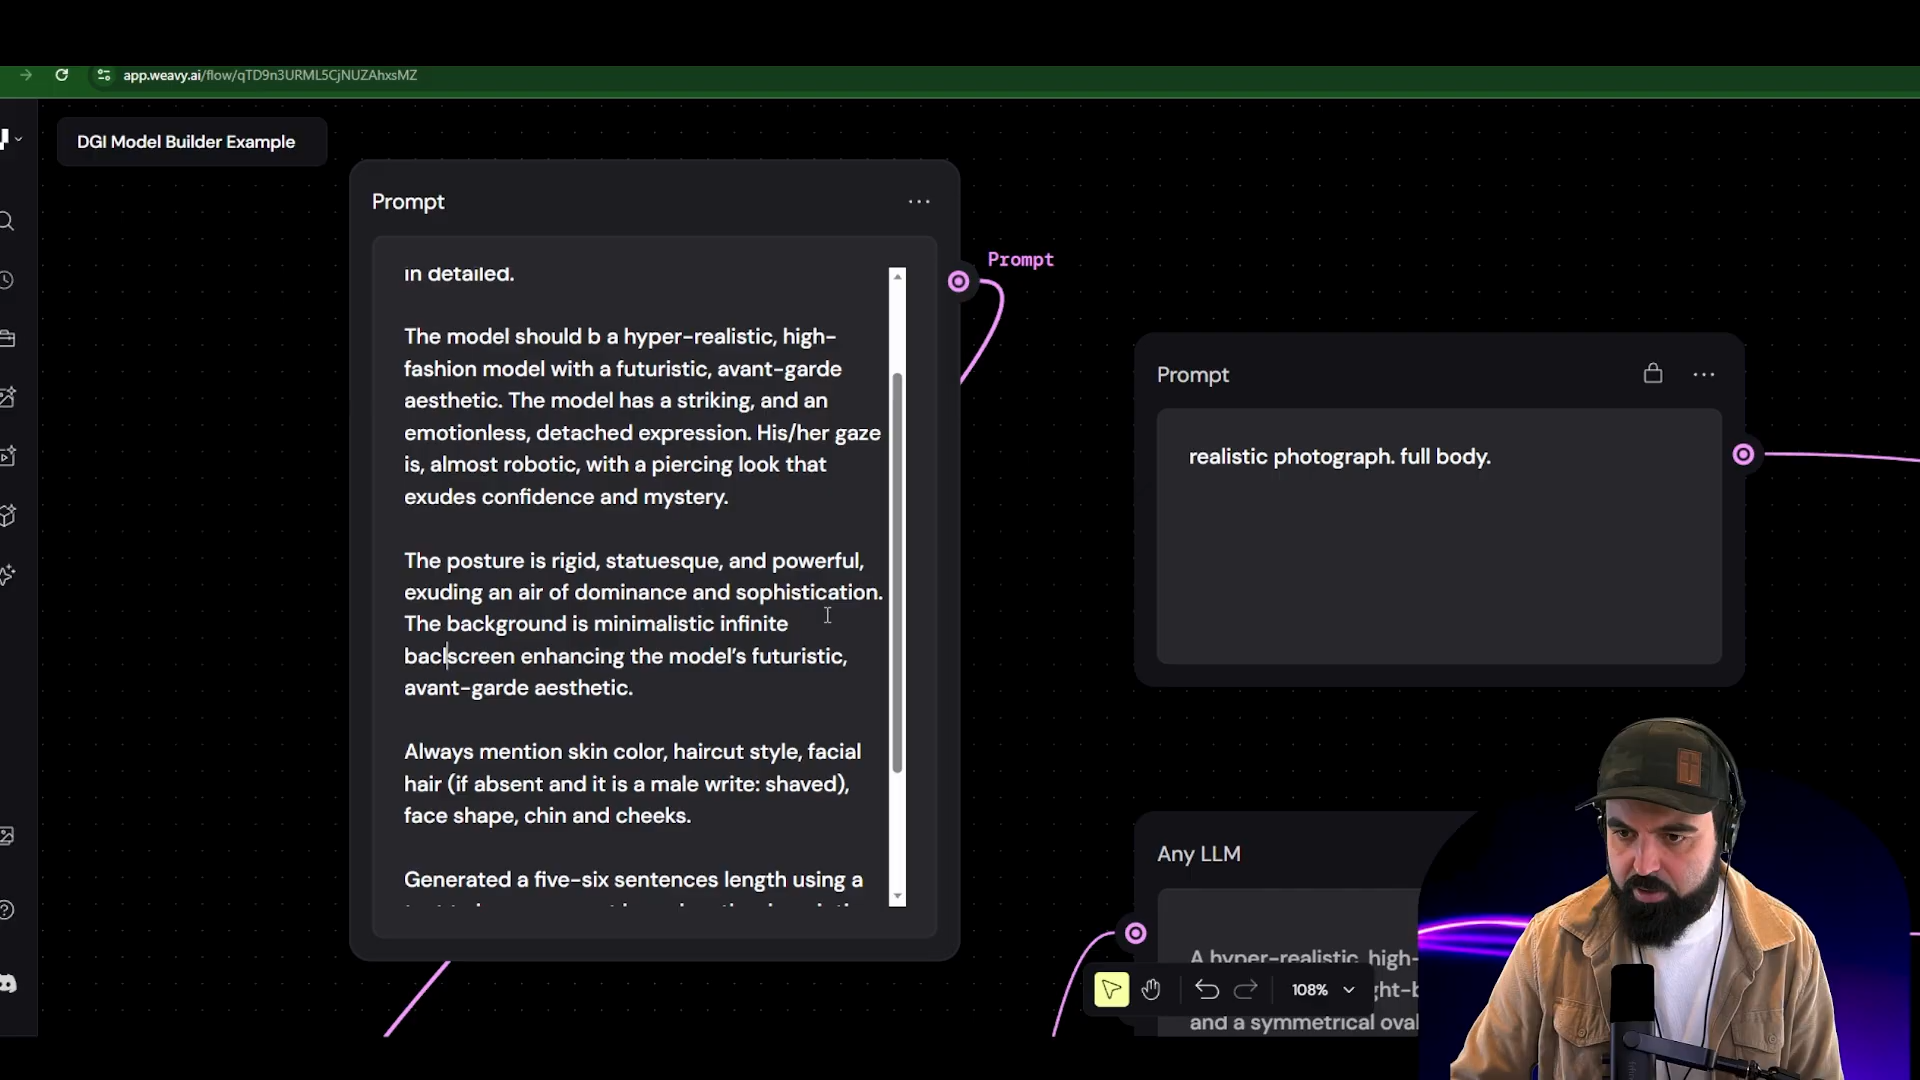 app.weavy.ai/flow/qTD9n3URML5CjNUZAhxsMZ
DGI Model Builder Example
Prompt
in detailed.
The model should b a hyper-realistic, high-
fashion model with a futuristic, avant-garde
aesthetic. The model has a striking, and an
emotionless, detached expression. His/her gaze
is, almost robotic, with a piercing look that
exudes confidence and mystery.
The posture is rigid, statuesque, and powerful,
exuding an air of dominance and sophistication.
The background is minimalistic infinite
bacscreen enhancing the model’s futuristic,
avant-garde aesthetic.
Always mention skin color, haircut style, facial
hair (if absent and it is a male write: shaved),
face shape, chin and cheeks.
Generated a five-six sentences length using a
Prompt
Prompt
realistic photograph. full body.
Any LLM
A hyper-realistic, high-
and a symmetrical oval
108%